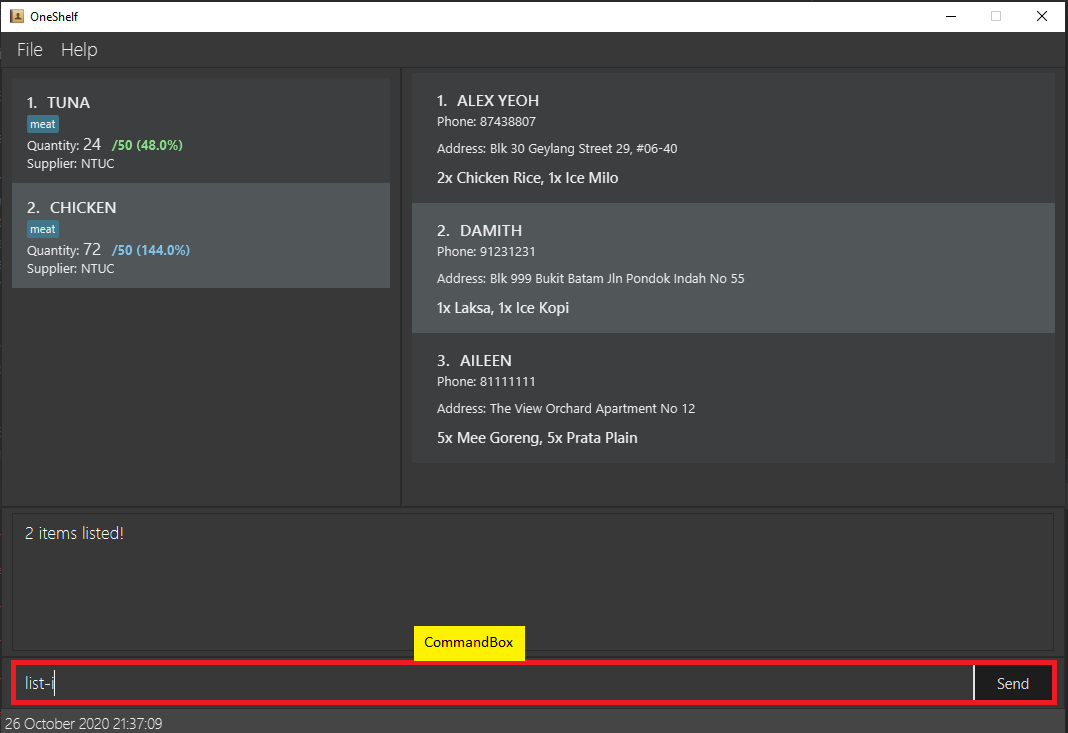 OneShelf
File Help
1. TUNA
meat
Quantity: 24 /50 (48.0%)
Supplier: NTUC
2. CHICKEN
meat
Quantity: 72 /50 (144.0%)
Supplier: NTUC
1. ALEX YEOH
Phone: 87438807
Address: Blk 30 Geylang Street 29, #06-40
2x Chicken Rice, 1x Ice Milo
2. DAMITH
Phone: 91231231
Address: Blk 999 Bukit Batam Jln Pondok Indah No 55
1x Laksa, 1x Ice Kopi
3. AILEEN
Phone: 81111111
Address: The View Orchard Apartment No 12
5x Mee Goreng, 5x Prata Plain
2 items listed!
CommandBox
list-i
Send
26 October 2020 21:37:09